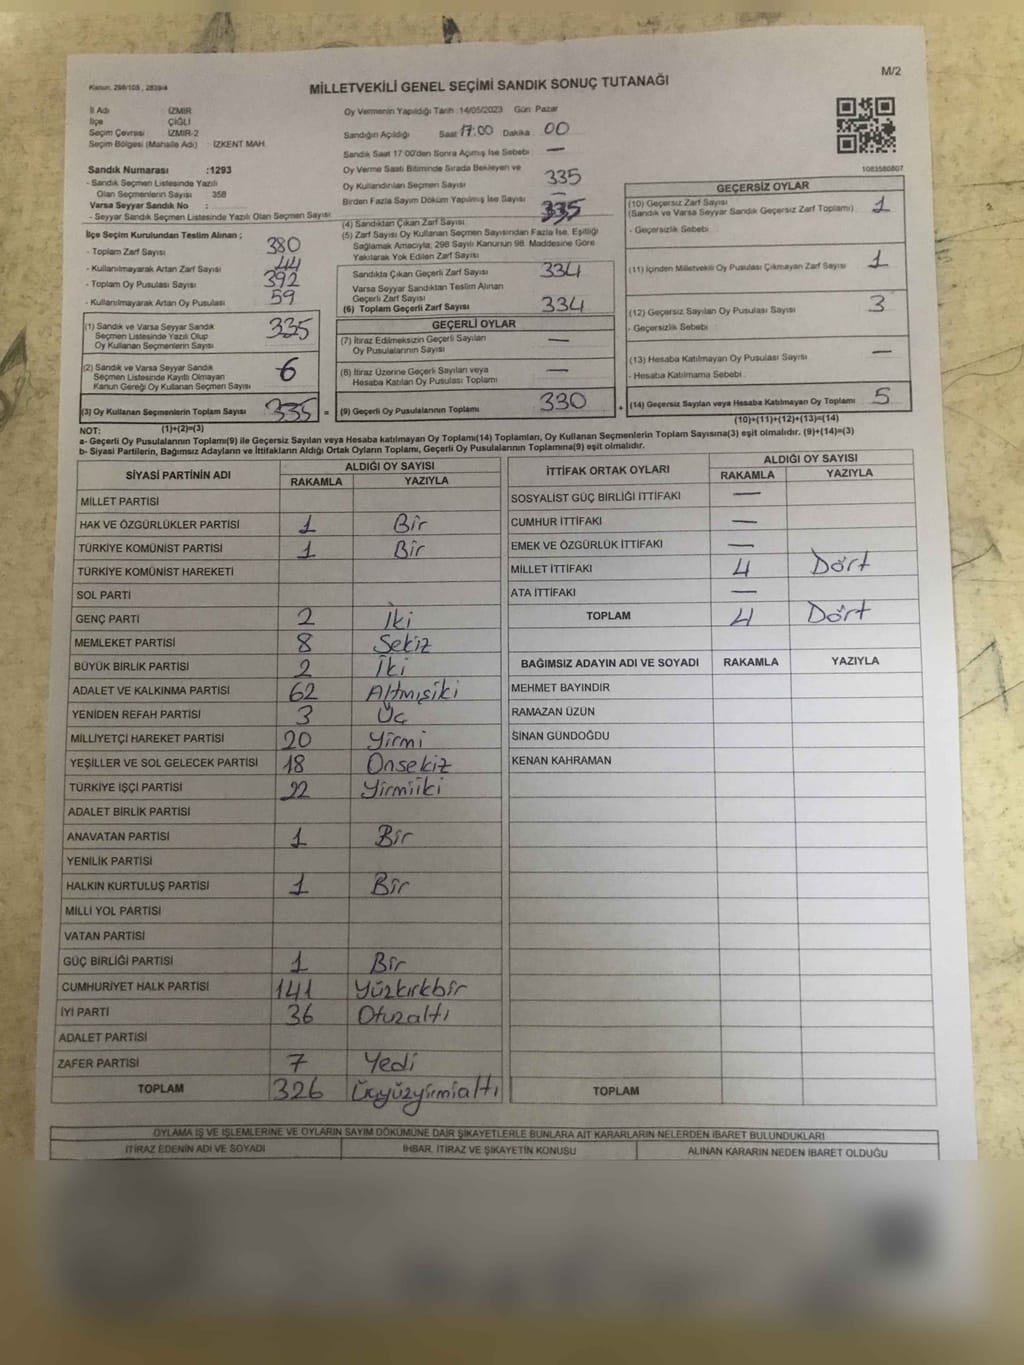 M/2
Kanun. 298/105 , 2839/4
MİLLETVEKİLİ GENEL SEÇİMİ SANDIK SONUÇ TUTANAĞI
İl Adı : İZMİR
İlçe : ÇİĞLİ
Seçim Çevresi : İZMİR-2
Seçim Bölgesi (Mahalle Adı) : İZKENT MAH.
Oy Vermenin Yapıldığı Tarih : 14/05/2023 Gün: Pazar
Sandığın Açıldığı Saat 17:00 Dakika : 00
Sandık Saat 17:00'den Sonra Açılmış İse Sebebi : —
Sandık Numarası :1293
- Sandık Seçmen Listesinde Yazılı
Olan Seçmenlerin Sayısı : 358
Varsa Seyyar Sandık No :
- Seyyar Sandık Seçmen Listesinde Yazılı Olan Seçmen Sayısı :
Oy Verme Saati Bitiminde Sırada Bekleyen ve
Oy Kullandırılan Seçmen Sayısı 335
Birden Fazla Sayım Döküm Yapılmış İse Sayısı —
1083580807
İlçe Seçim Kurulundan Teslim Alınan ;
- Toplam Zarf Sayısı 380
- Kullanılmayarak Artan Zarf Sayısı 44
- Toplam Oy Pusulası Sayısı 392
- Kullanılmayarak Artan Oy Pusulası 59
(1) Sandık ve Varsa Seyyar Sandık
Seçmen Listesinde Yazılı Olup
Oy Kullanan Seçmenlerin Sayısı 335
(2) Sandık ve Varsa Seyyar Sandık
Seçmen Listesinde Kayıtlı Olmayan
Kanun Gereği Oy Kullanan Seçmen Sayısı 6
(3) Oy Kullanan Seçmenlerin Toplam Sayısı 335 =
(1)+(2)=(3)
(4) Sandıktan Çıkan Zarf Sayısı 335
(5) Zarf Sayısı Oy Kullanan Seçmen Sayısından Fazla İse, Eşitliği
Sağlamak Amacıyla; 298 Sayılı Kanunun 98. Maddesine Göre
Yakılarak Yok Edilen Zarf Sayısı
Sandıkta Çıkan Geçerli Zarf Sayısı 334
Varsa Seyyar Sandıktan Teslim Alınan
Geçerli Zarf Sayısı
(6) Toplam Geçerli Zarf Sayısı 334
GEÇERLİ OYLAR
(7) İtiraz Edilmeksizin Geçerli Sayılan
Oy Pusulalarının Sayısı —
(8) İtiraz Üzerine Geçerli Sayılan veya
Hesaba Katılan Oy Pusulası Toplamı —
(9) Geçerli Oy Pusulalarının Toplamı 330 +
GEÇERSİZ OYLAR
(10) Geçersiz Zarf Sayısı
(Sandık ve Varsa Seyyar Sandık Geçersiz Zarf Toplamı) 1
- Geçersizlik Sebebi :
(11) İçinden Milletvekili Oy Pusulası Çıkmayan Zarf Sayısı 1
(12) Geçersiz Sayılan Oy Pusulası Sayısı 3
- Geçersizlik Sebebi :
(13) Hesaba Katılmayan Oy Pusulası Sayısı —
- Hesaba Katılmama Sebebi :
(14) Geçersiz Sayılan veya Hesaba Katılmayan Oy Toplamı 5
(10)+(11)+(12)+(13)=(14)
NOT:
a- Geçerli Oy Pusulalarının Toplamı(9) ile Geçersiz Sayılan veya Hesaba katılmayan Oy Toplamı(14) Toplamları, Oy Kullanan Seçmenlerin Toplam Sayısına(3) eşit olmalıdır. (9)+(14)=(3)
b- Siyasi Partilerin, Bağımsız Adayların ve İttifakların Aldığı Ortak Oyların Toplamı, Geçerli Oy Pusulalarının Toplamına(9) eşit olmalıdır.
SİYASİ PARTİNİN ADI ALDIĞI OY SAYISI
RAKAMLA YAZIYLA
MİLLET PARTİSİ
HAK VE ÖZGÜRLÜKLER PARTİSİ 1 Bir
TÜRKİYE KOMÜNİST PARTİSİ 1 Bir
TÜRKİYE KOMÜNİST HAREKETİ
SOL PARTİ
GENÇ PARTİ 2 İki
MEMLEKET PARTİSİ 8 Sekiz
BÜYÜK BİRLİK PARTİSİ 2 İki
ADALET VE KALKINMA PARTİSİ 62 Altmışiki
YENİDEN REFAH PARTİSİ 3 Üç
MİLLİYETÇİ HAREKET PARTİSİ 20 Yirmi
YEŞİLLER VE SOL GELECEK PARTİSİ 18 Onsekiz
TÜRKİYE İŞÇİ PARTİSİ 22 Yirmiiki
ADALET BİRLİK PARTİSİ
ANAVATAN PARTİSİ 1 Bir
YENİLİK PARTİSİ
HALKIN KURTULUŞ PARTİSİ 1 Bir
MİLLİ YOL PARTİSİ
VATAN PARTİSİ
GÜÇ BİRLİĞİ PARTİSİ 1 Bir
CUMHURİYET HALK PARTİSİ 141 Yüzkırkbir
İYİ PARTİ 36 Otuzaltı
ADALET PARTİSİ
ZAFER PARTİSİ 7 Yedi
TOPLAM 326 Üçyüzyirmialtı
İTTİFAK ORTAK OYLARI ALDIĞI OY SAYISI
RAKAMLA YAZIYLA
SOSYALİST GÜÇ BİRLİĞİ İTTİFAKI —
CUMHUR İTTİFAKI —
EMEK VE ÖZGÜRLÜK İTTİFAKI —
MİLLET İTTİFAKI 4 Dört
ATA İTTİFAKI —
TOPLAM 4 Dört
BAĞIMSIZ ADAYIN ADI VE SOYADI RAKAMLA YAZIYLA
MEHMET BAYINDIR
RAMAZAN ÜZÜN
SİNAN GÜNDOĞDU
KENAN KAHRAMAN
TOPLAM
OYLAMA İŞ VE İŞLEMLERİNE VE OYLARIN SAYIM DÖKÜMÜNE DAİR ŞİKAYETLERLE BUNLARA AİT KARARLARIN NELERDEN İBARET BULUNDUKLARI
İTİRAZ EDENİN ADI VE SOYADI İHBAR, İTİRAZ VE ŞİKAYETİN KONUSU ALINAN KARARIN NEDEN İBARET OLDUĞU